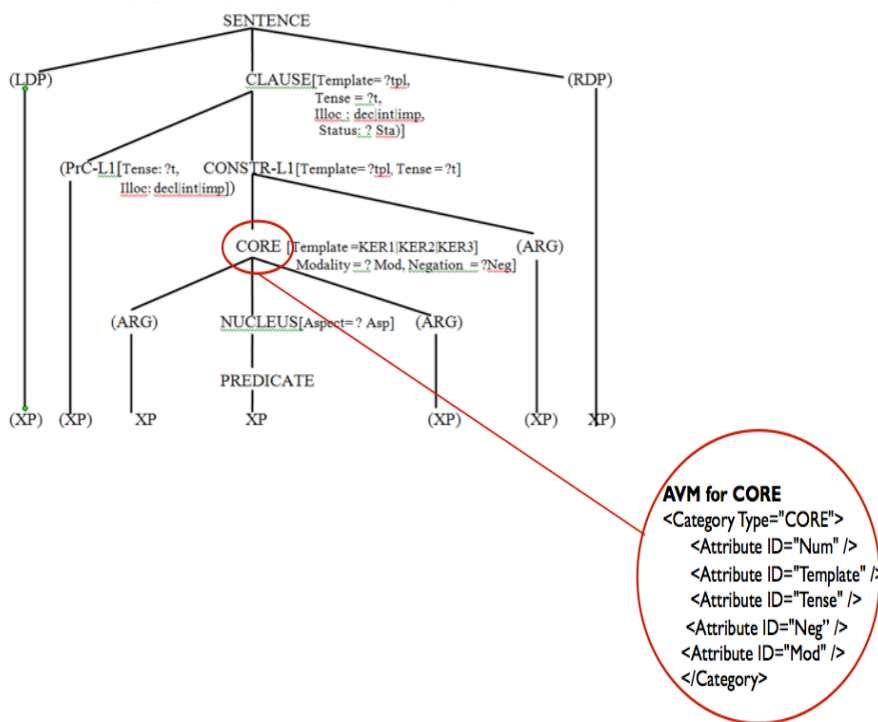 SENTENCE
(LDP)
CLAUSE[Template= ?tpl,
(RDP)
Tense = ?t,
Illoc : dec|int|imp,
Status: ? Sta)]
(PrC-L1[Tense: ?t,
CONSTR-L1[Template= ?tpl, Tense = ?t]
Illoc: decl|int|imp])
CORE [Template =KER1|KER2|KER3]
(ARG)
Modality = ? Mod, Negation = ?Neg]
(ARG)
NUCLEUS[Aspect= ? Asp]
(ARG)
PREDICATE
(XP) (XP) XP XP (XP) (XP) XP)
AVM for CORE
<Category Type="CORE">
<Attribute ID="Num" />
<Attribute ID="Template" />
<Attribute ID="Tense" />
<Attribute ID="Neg” />
<Attribute ID="Mod" />
</Category>